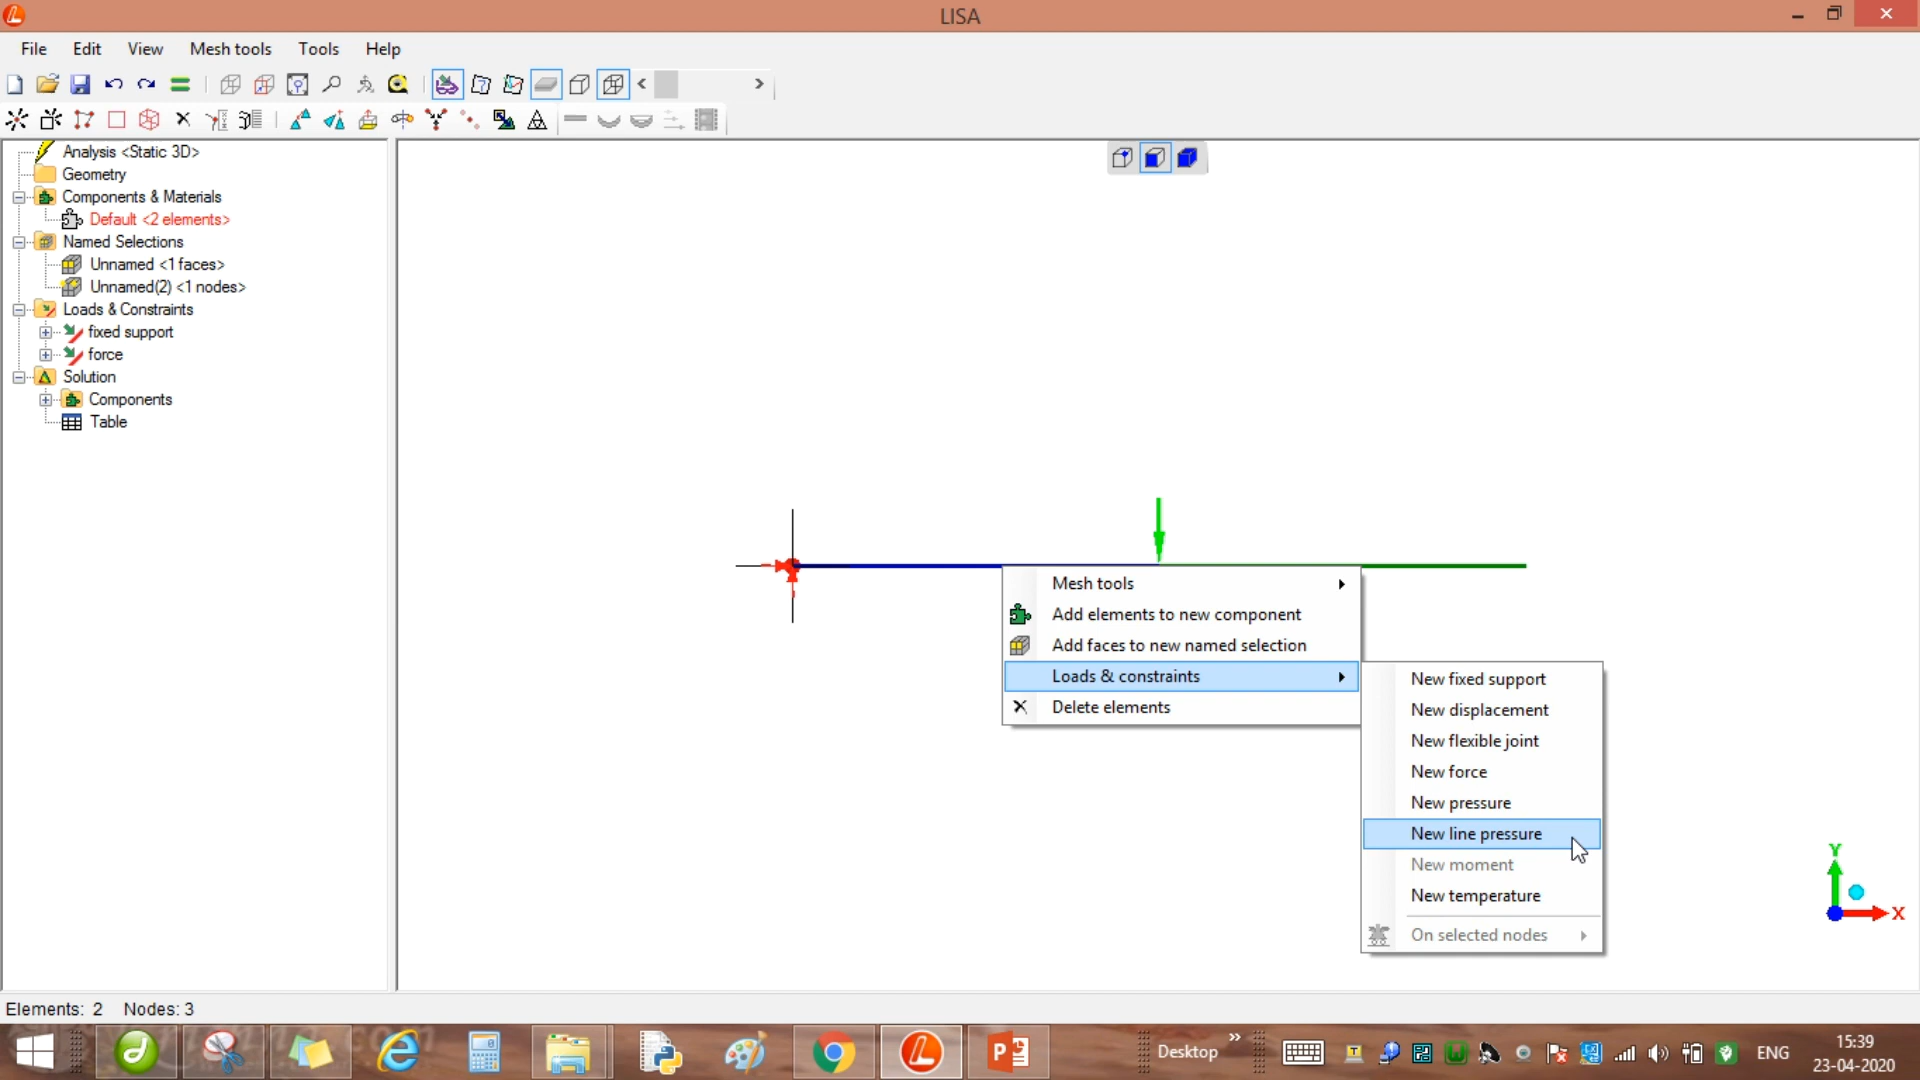 LISA
File Edit View Mesh tools Tools Help
Analysis <Static 3D>
Geometry
Components & Materials
Default <2 elements>
Named Selections
Unnamed <1 faces>
Unnamed(2) <1 nodes>
Loads & Constraints
fixed support
force
Solution
Components
Table
Mesh tools
Add elements to new component
Add faces to new named selection
Loads & constraints
Delete elements
New fixed support
New displacement
New flexible joint
New force
New pressure
New line pressure
New moment
New temperature
On selected nodes
Y
X
Elements: 2 Nodes: 3
Desktop
ENG
15:39
23-04-2020